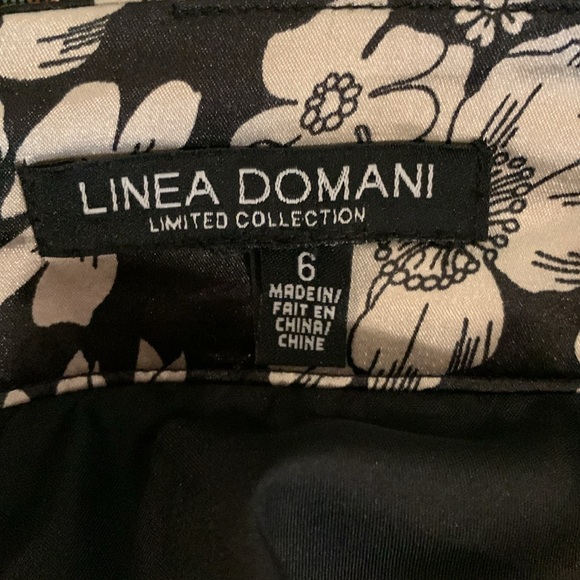 LINEA DOMANI
LIMITED COLLECTION
6
MADE IN/
FAIT EN
CHINA/
CHINE